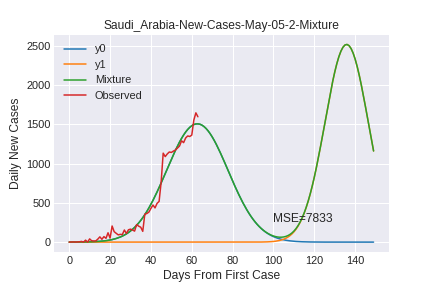 Saudi_Arabia-New-Cases-May-05-2-Mixture
y0
y1
Mixture
Observed
2500
2000
1500
1000
500
0
Daily New Cases
MSE=7833
0 20 40 60 80 100 120 140
Days From First Case